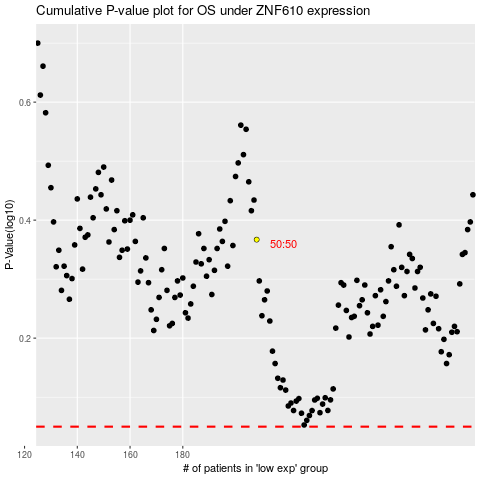 Cumulative P-value plot for OS under ZNF610 expression
P-Value(log10)
0.6
0.4
0.2
50:50
120 140 160 180
# of patients in 'low exp' group